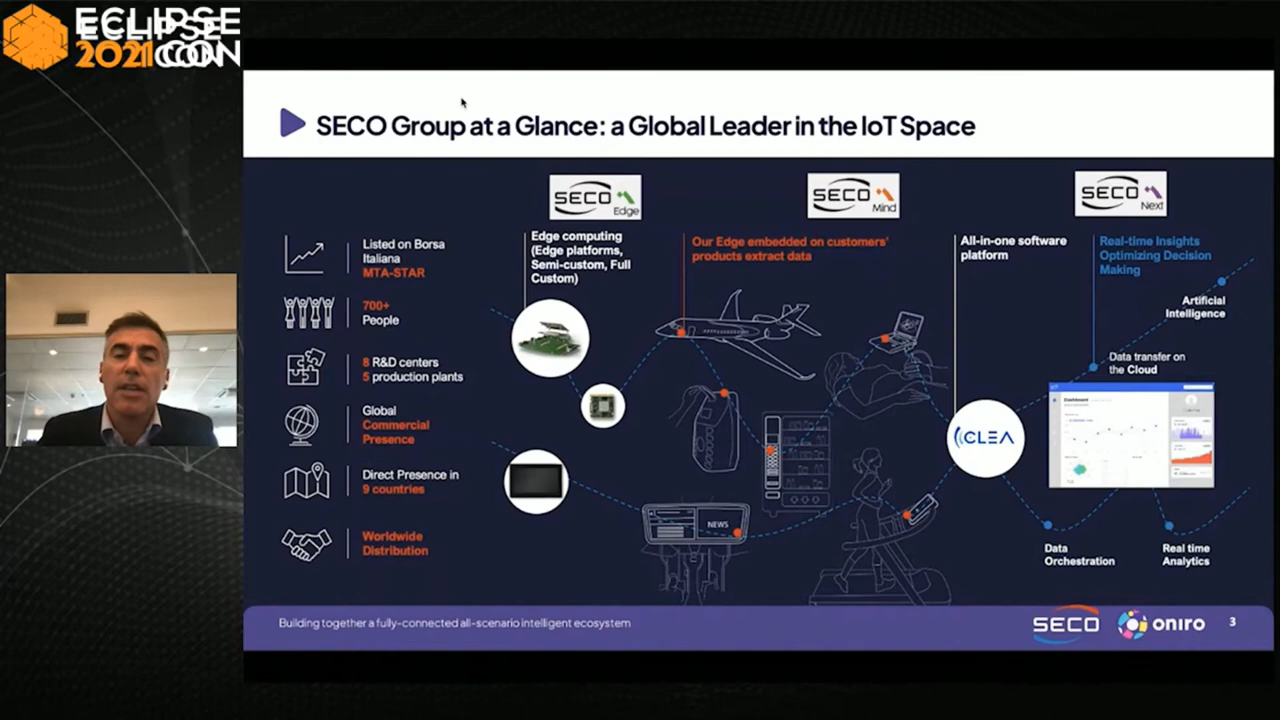 ECLIPSE
2021 CON
SECO Group at a Glance: a Global Leader in the IoT Space
SECO
Edge
SECO
Mind
SECO
Next
Listed on Borsa
Italiana
MTA-STAR
700+
People
8 R&D centers
5 production plants
Global
Commercial
Presence
Direct Presence in
9 countries
Worldwide
Distribution
Edge computing
(Edge platforms,
Semi-custom, Full
Custom)
Our Edge embedded on customers'
products extract data
NEWS
All-in-one software
platform
CLEA
Real-time Insights
Optimizing Decision
Making
Artificial
Intelligence
Data transfer on
the Cloud
Dashboard
Data
Orchestration
Real time
Analytics
Building together a fully-connected all-scenario intelligent ecosystem
SECO
oniro
3